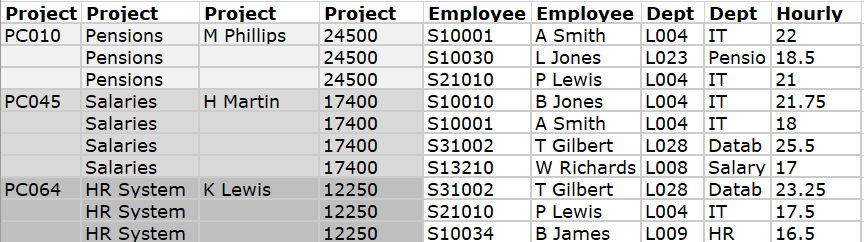 Project Project Project Project Employee Employee Dept Dept Hourly
PC010 Pensions M Phillips 24500 S10001 A Smith L004 IT 22
Pensions 24500 S10030 L Jones L023 Pensio 18.5
Pensions 24500 S21010 P Lewis L004 IT 21
PC045 Salaries H Martin 17400 S10010 B Jones L004 IT 21.75
Salaries 17400 S10001 A Smith L004 IT 18
Salaries 17400 S31002 T Gilbert L028 Datab 25.5
Salaries 17400 S13210 W Richards L008 Salary 17
PC064 HR System K Lewis 12250 S31002 T Gilbert L028 Datab 23.25
HR System 12250 S21010 P Lewis L004 IT 17.5
HR System 12250 S10034 B James L009 HR 16.5